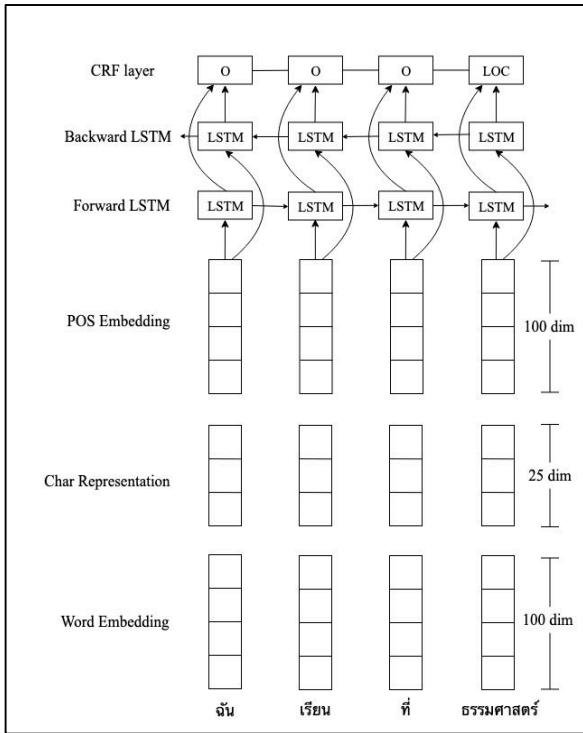 CRF layer O O O LOC
Backward LSTM LSTM LSTM LSTM LSTM
Forward LSTM LSTM LSTM LSTM LSTM
POS Embedding 100 dim
Char Representation 25 dim
Word Embedding 100 dim
ฉัน เรียน ที่ ธรรมศาสตร์